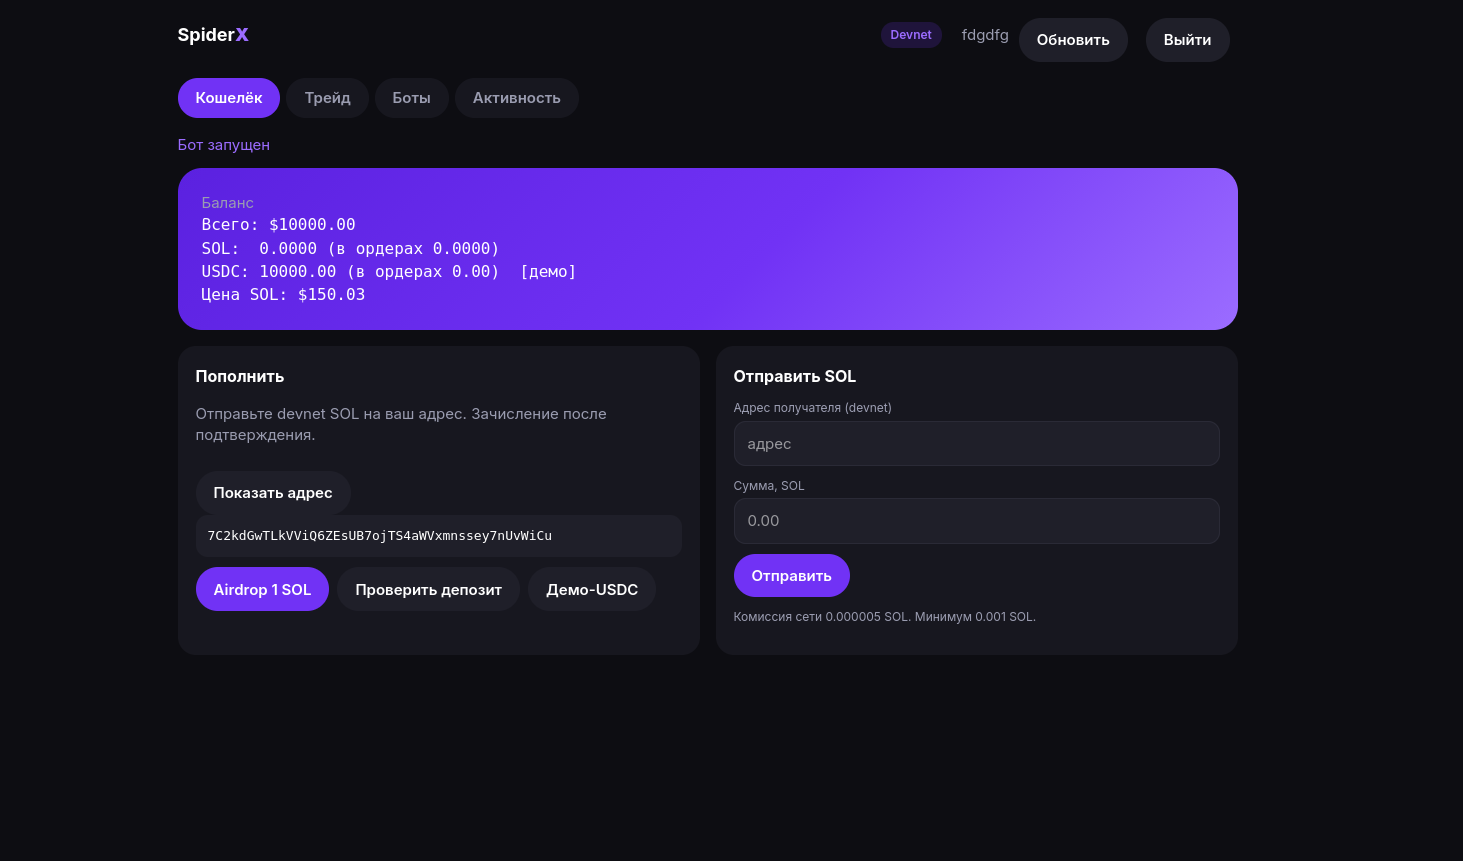 SpiderX
Devnet fdgdfg Обновить Выйти
Кошелёк Трейд Боты Активность
Бот запущен
Баланс
Всего: $10000.00
SOL:  0.0000 (в ордерах 0.0000)
USDC: 10000.00 (в ордерах 0.00)  [демо]
Цена SOL: $150.03
Пополнить
Отправьте devnet SOL на ваш адрес. Зачисление после
подтверждения.
Показать адрес
7C2kdGwTLkVViQ6ZEsUB7ojTS4aWVxmnssey7nUvWiCu
Airdrop 1 SOL Проверить депозит Демо-USDC
Отправить SOL
Адрес получателя (devnet)
адрес
Сумма, SOL
0.00
Отправить
Комиссия сети 0.000005 SOL. Минимум 0.001 SOL.